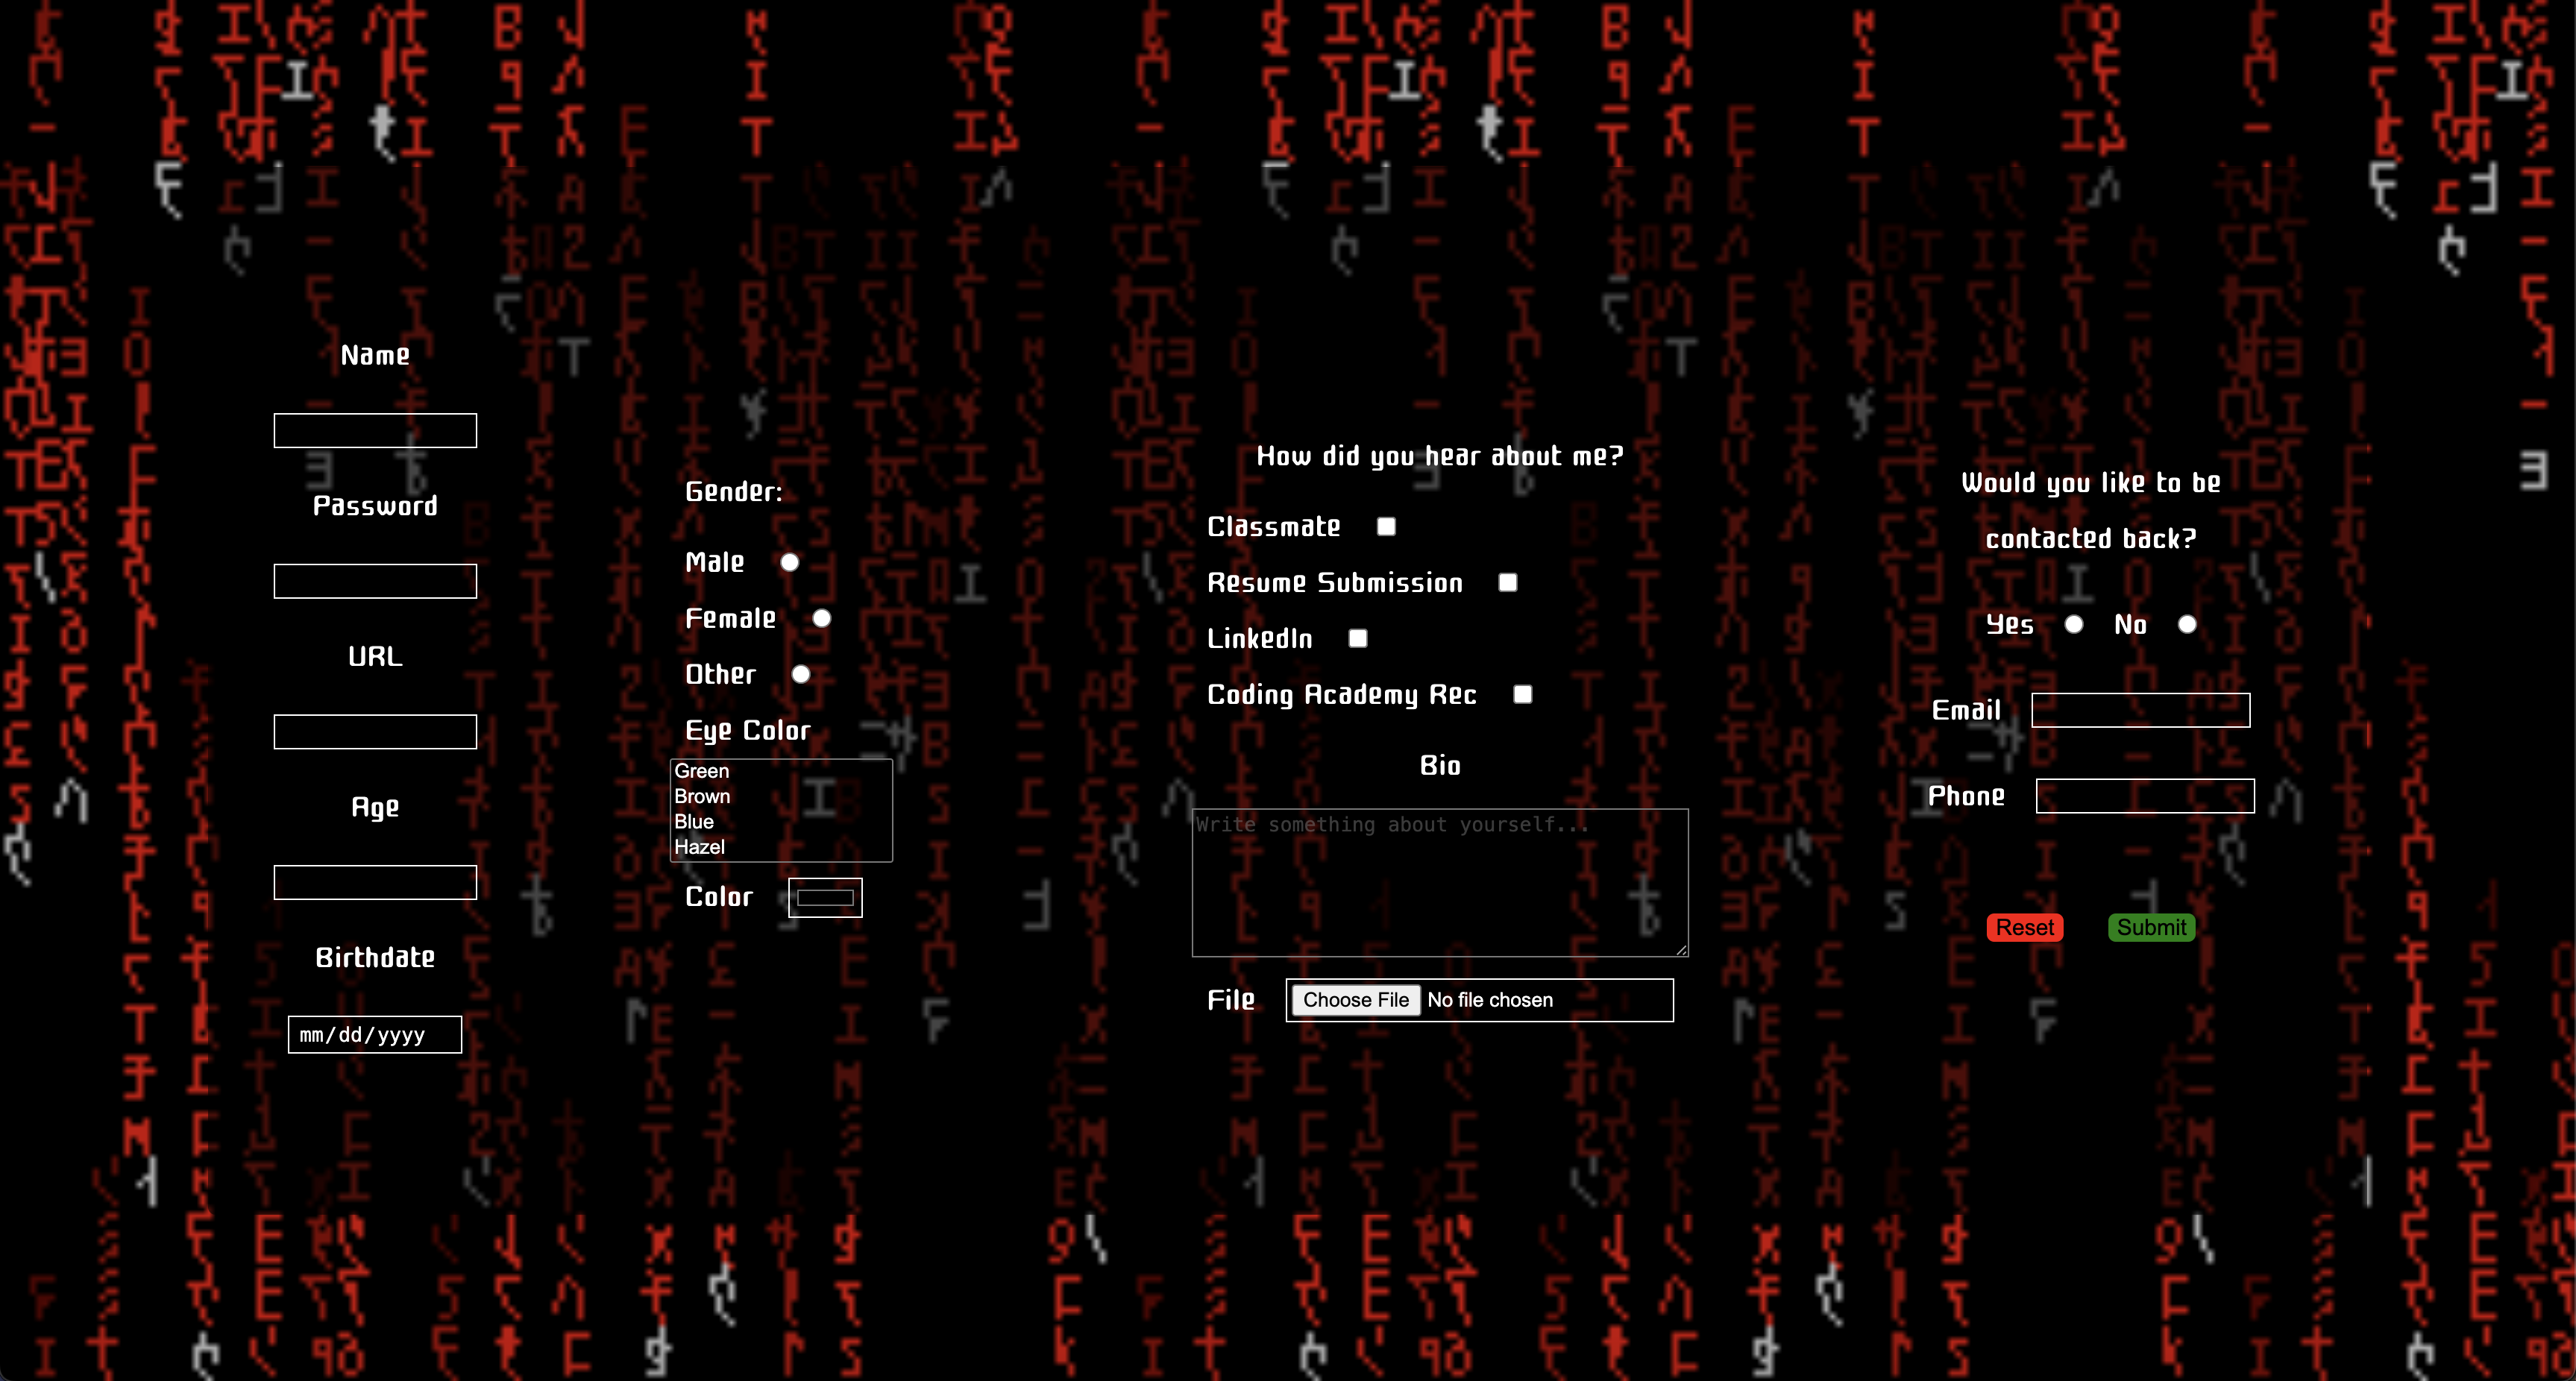 Name
Password
URL
Age
Birthdate
mm/dd/yyyy
Gender:
Male
Female
Other
Eye Color
Green
Brown
Blue
Hazel
Color
How did you hear about me?
Classmate
Resume Submission
LinkedIn
Coding Academy Rec
Bio
Write something about yourself...
File Choose File No file chosen
Would you like to be
contacted back?
Yes No
Email
Phone
Reset Submit